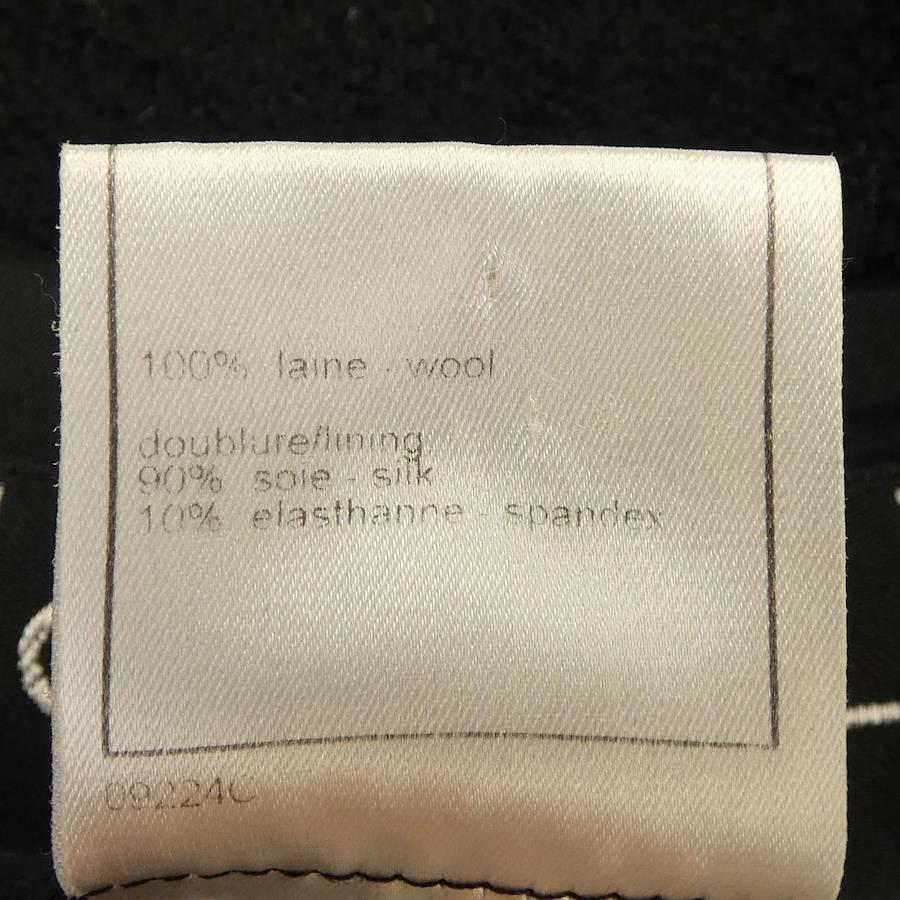 100% laine - wool
doublure/lining
90% soie - silk
10% elasthanne - spandex
09224C